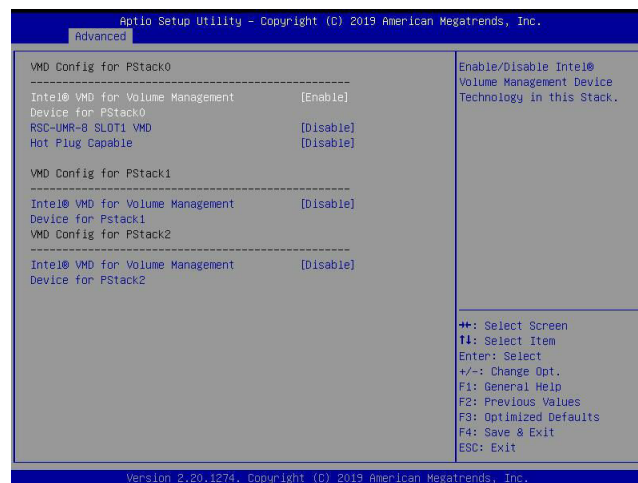 Aptio Setup Utility – Copyright (C) 2019 American Megatrends, Inc.
Advanced
VMD Config for PStack0
--------------------------------------------------
Intel® VMD for Volume Management [Enable]
Device for PStack0
RSC-UMR-8 SLOT1 VMD [Disable]
Hot Plug Capable [Disable]
VMD Config for PStack1
--------------------------------------------------
Intel® VMD for Volume Management [Disable]
Device for Pstack1
VMD Config for PStack2
--------------------------------------------------
Intel® VMD for Volume Management [Disable]
Device for PStack2
Enable/Disable Intel®
Volume Management Device
Technology in this Stack.
→←: Select Screen
↑↓: Select Item
Enter: Select
+/-: Change Opt.
F1: General Help
F2: Previous Values
F3: Optimized Defaults
F4: Save & Exit
ESC: Exit
Version 2.20.1274. Copyright (C) 2019 American Megatrends, Inc.